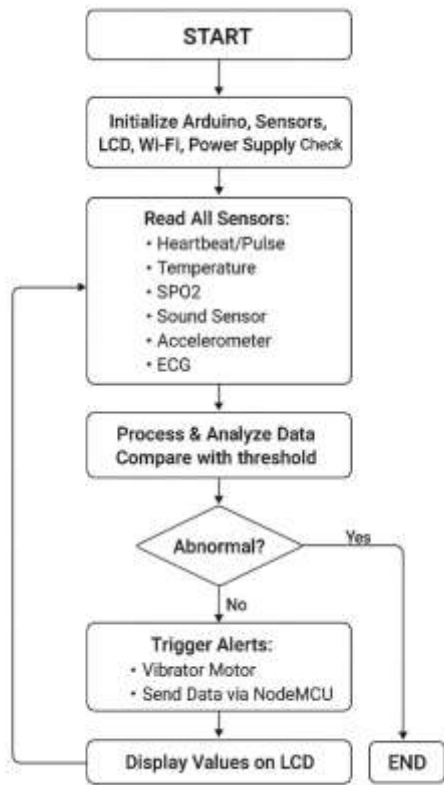 START
Initialize Arduino, Sensors,
LCD, Wi-Fi, Power Supply Check
Read All Sensors:
• Heartbeat/Pulse
• Temperature
• SPO2
• Sound Sensor
• Accelerometer
• ECG
Process & Analyze Data
Compare with threshold
Abnormal?
Yes
No
Trigger Alerts:
• Vibrator Motor
• Send Data via NodeMCU
Display Values on LCD
END